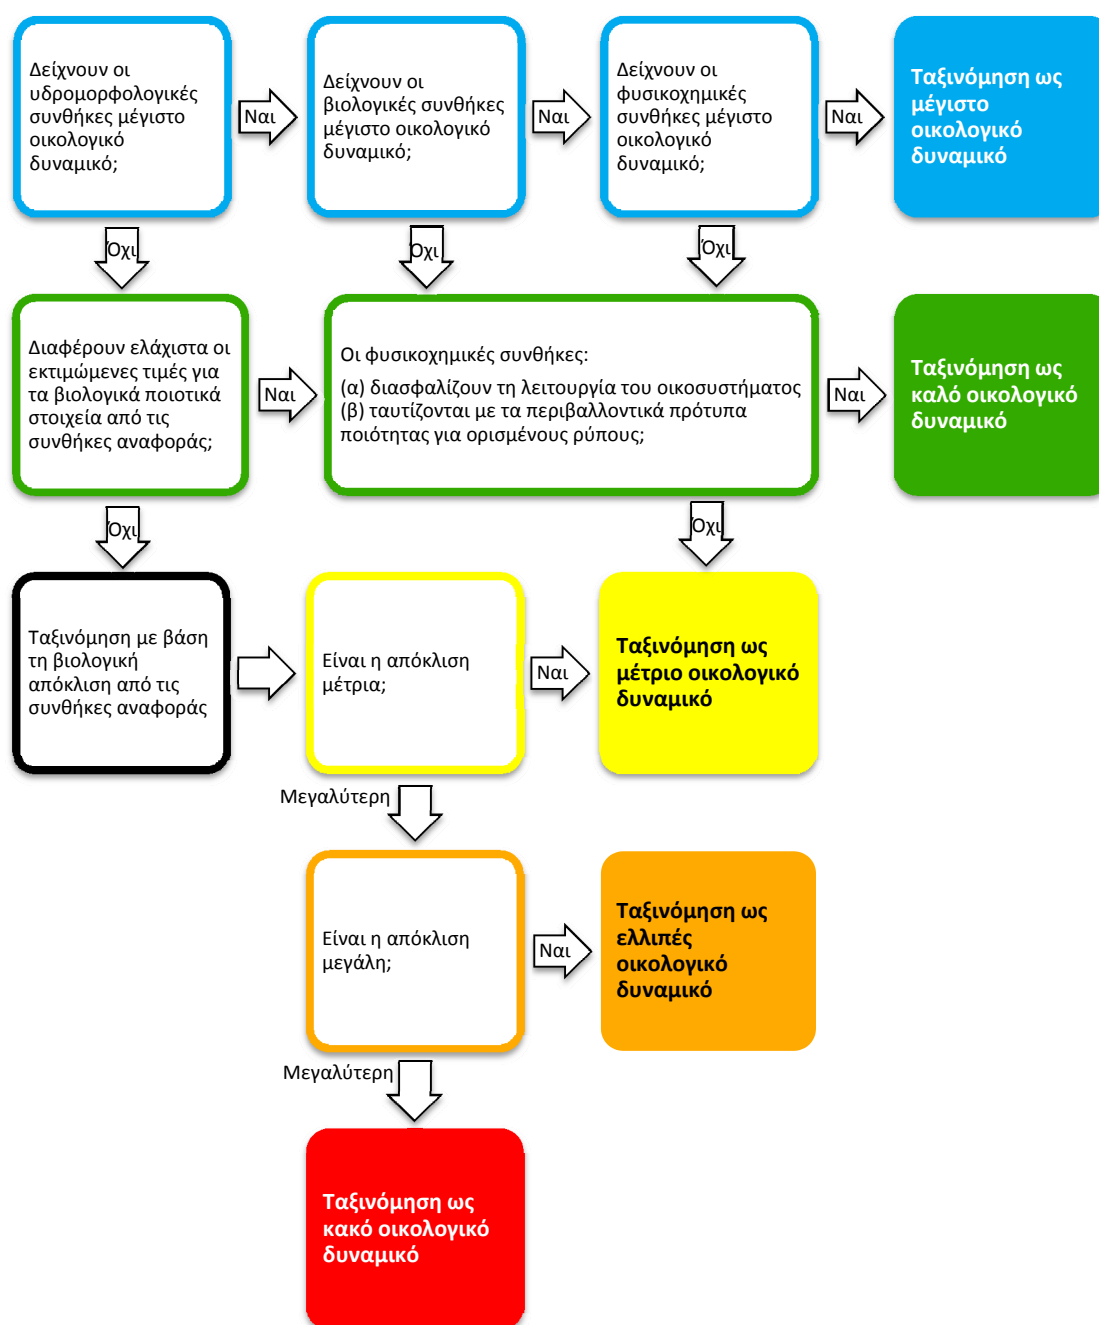 Δείχνουν οι
υδρομορφολογικές
συνθήκες μέγιστο
οικολογικό
δυναμικό;
Ναι
Δείχνουν οι
βιολογικές συνθήκες
μέγιστο οικολογικό
δυναμικό;
Ναι
Δείχνουν οι
φυσικοχημικές
συνθήκες μέγιστο
οικολογικό
δυναμικό;
Ναι
Ταξινόμηση ως
μέγιστο
οικολογικό
δυναμικό
Όχι
Όχι
Όχι
Διαφέρουν ελάχιστα οι
εκτιμώμενες τιμές για
τα βιολογικά ποιοτικά
στοιχεία από τις
συνθήκες αναφοράς;
Ναι
Οι φυσικοχημικές συνθήκες:
(α) διασφαλίζουν τη λειτουργία του οικοσυστήματος
(β) ταυτίζονται με τα περιβαλλοντικά πρότυπα
ποιότητας για ορισμένους ρύπους;
Ναι
Ταξινόμηση ως
καλό οικολογικό
δυναμικό
Όχι
Όχι
Ταξινόμηση με βάση
τη βιολογική
απόκλιση από τις
συνθήκες αναφοράς
Είναι η απόκλιση
μέτρια;
Ναι
Ταξινόμηση ως
μέτριο οικολογικό
δυναμικό
Μεγαλύτερη
Είναι η απόκλιση
μεγάλη;
Ναι
Ταξινόμηση ως
ελλιπές
οικολογικό
δυναμικό
Μεγαλύτερη
Ταξινόμηση ως
κακό οικολογικό
δυναμικό